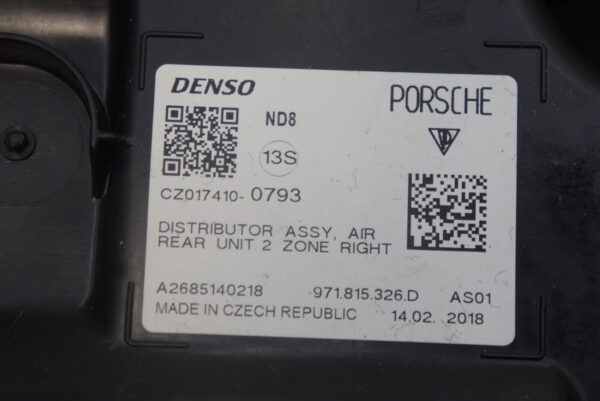 DENSO
PORSCHE
ND8
13S
CZ017410-0793
DISTRIBUTOR ASSY, AIR
REAR UNIT 2 ZONE RIGHT
A2685140218 971.815.326.D AS01
MADE IN CZECH REPUBLIC 14.02. 2018